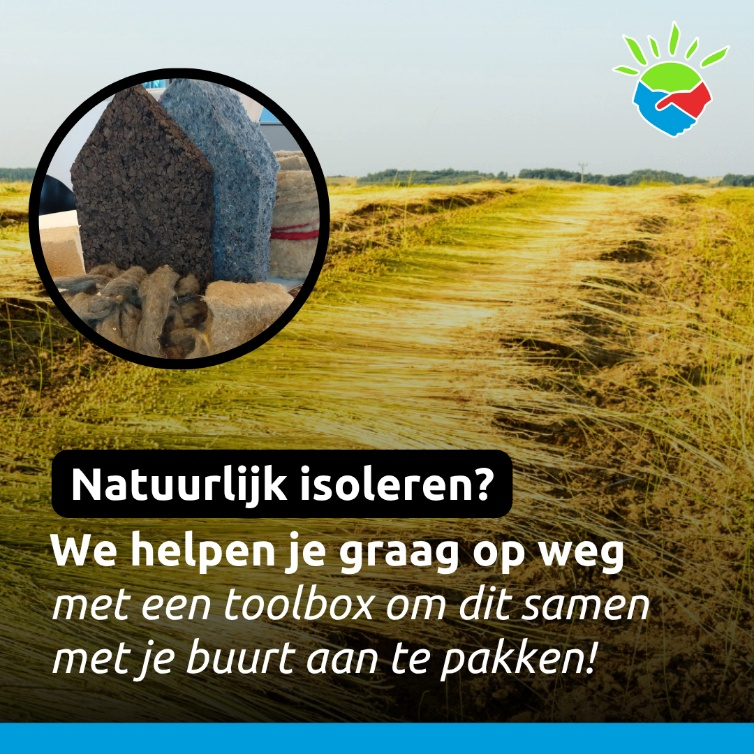 Natuurlijk isoleren?
We helpen je graag op weg
met een toolbox om dit samen
met je buurt aan te pakken!